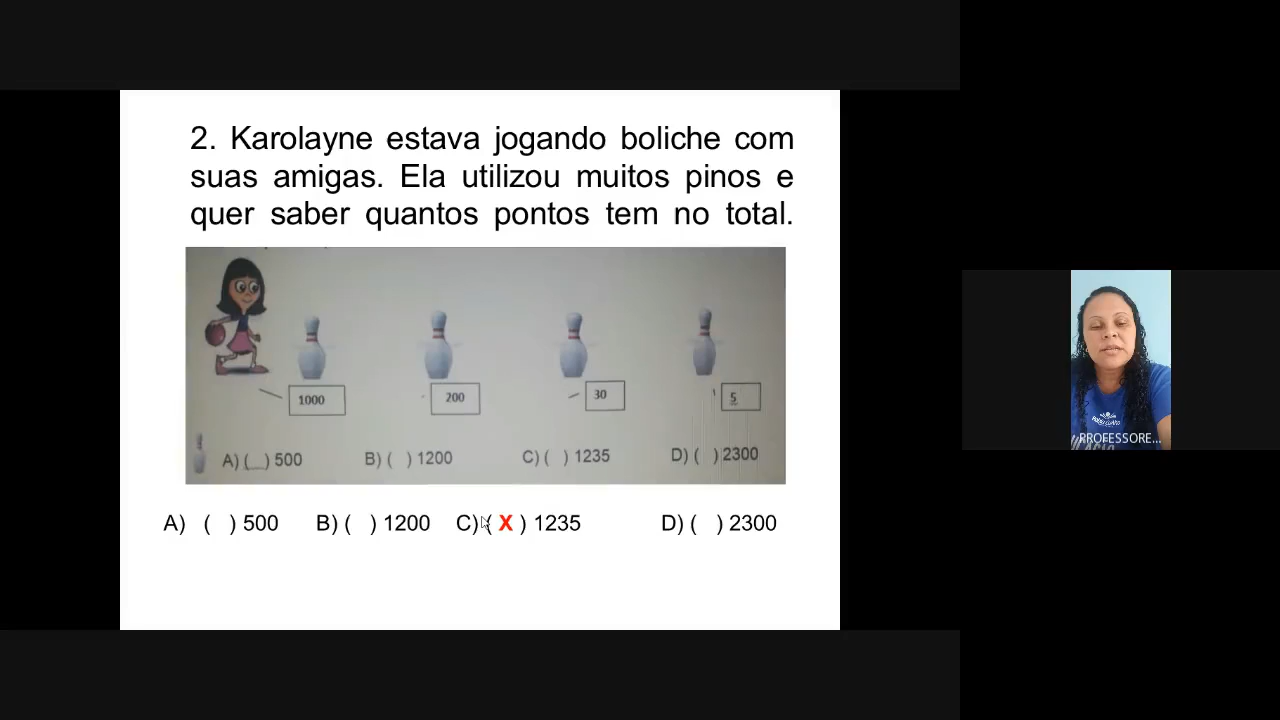 2. Karolayne estava jogando boliche com
suas amigas. Ela utilizou muitos pinos e
quer saber quantos pontos tem no total.
1000
200
30
5
A) (__) 500 B) ( ) 1200 C) ( ) 1235 D) ( ) 2300
A) ( ) 500 B) ( ) 1200 C) ( X ) 1235 D) ( ) 2300
PROFESSORE...